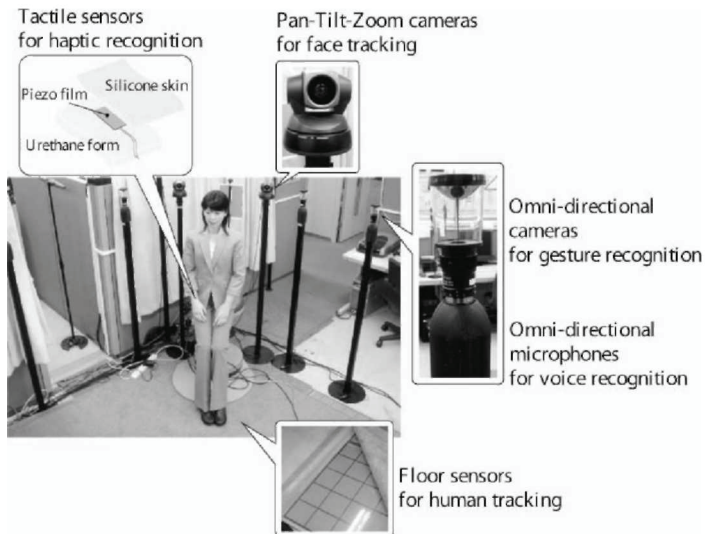 Tactile sensors
for haptic recognition
Silicone skin
Piezo film
Urethane form
Pan-Tilt-Zoom cameras
for face tracking
Omni-directional
cameras
for gesture recognition
Omni-directional
microphones
for voice recognition
Floor sensors
for human tracking